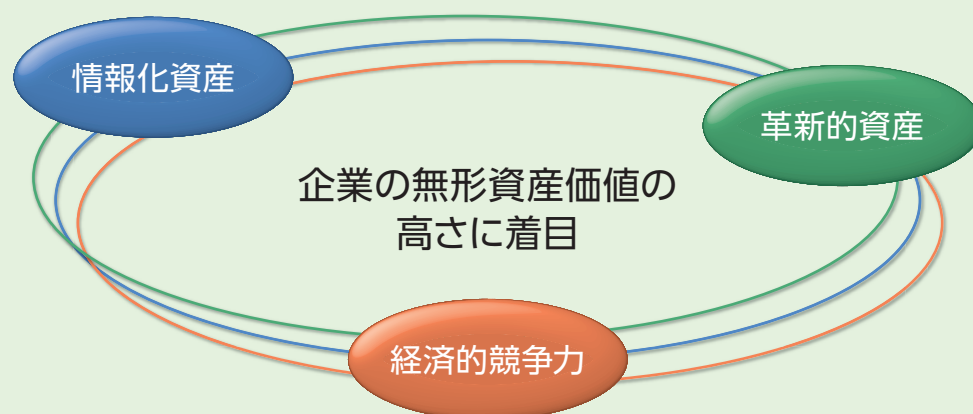 情報化資産
革新的資産
企業の無形資産価値の
高さに着目
経済的競争力